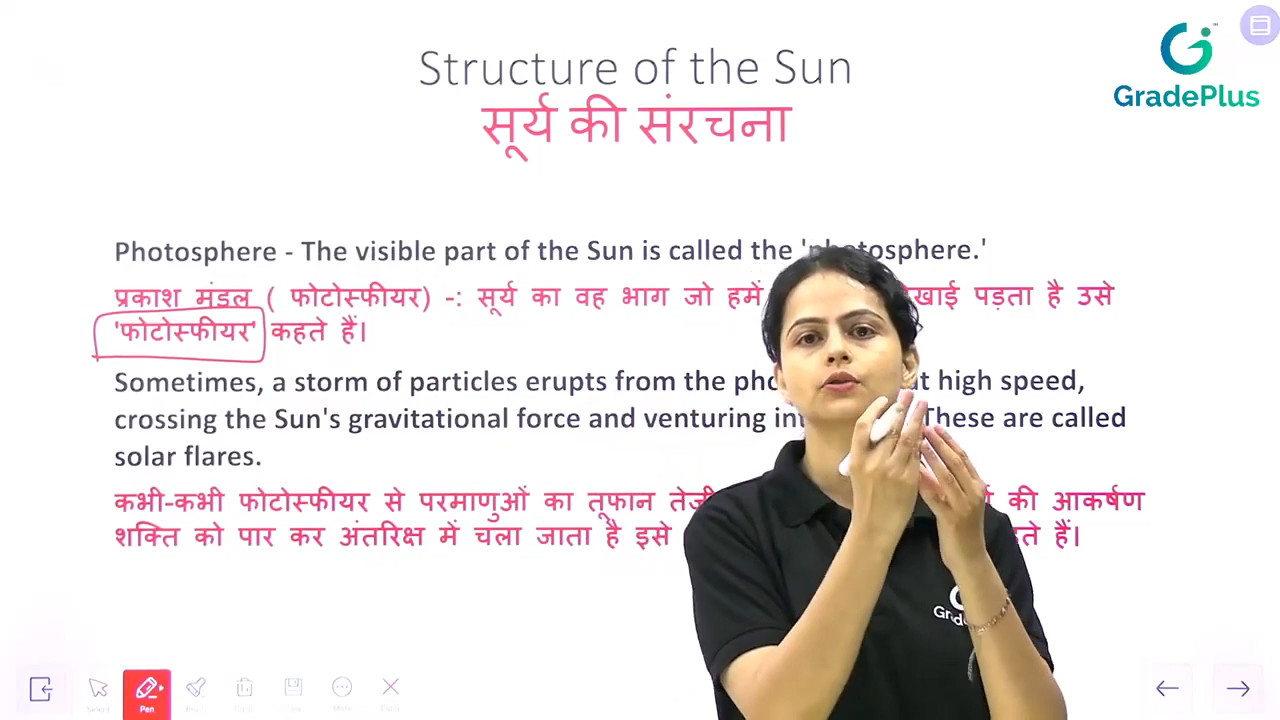 Structure of the Sun
सूर्य की संरचना
GradePlus
Photosphere - The visible part of the Sun is called the 'photosphere.'
प्रकाश मंडल ( फोटोस्फीयर) -: सूर्य का वह भाग जो हमें पड़ता है उसे
'फोटोस्फीयर' कहते हैं।
Sometimes, a storm of particles erupts from the at high speed,
crossing the Sun's gravitational force and venturing These are called
solar flares.
कभी-कभी फोटोस्फीयर से परमाणुओं का तूफान की आकर्षण
शक्ति को पार कर अंतरिक्ष में चला जाता है इसे हैं।
Select
Pen